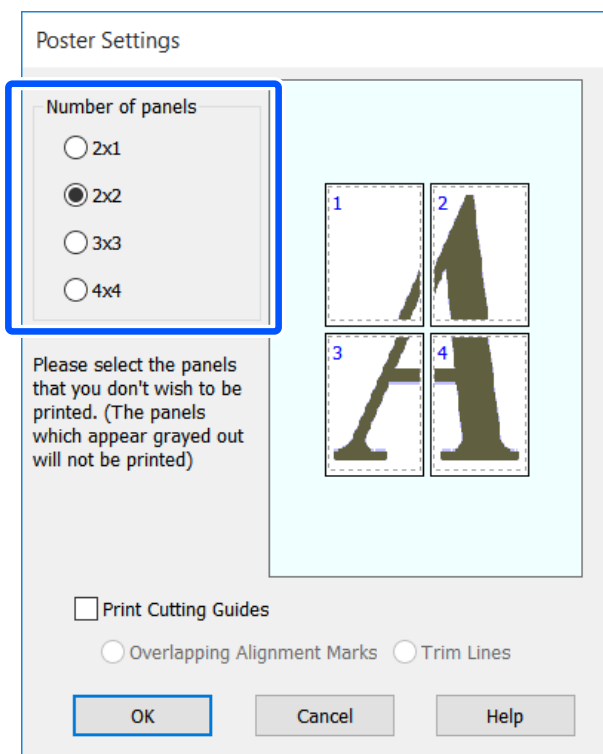 Poster Settings
Number of panels
2x1
2x2
3x3
4x4
1
2
3
4
Please select the panels
that you don't wish to be
printed. (The panels
which appear grayed out
will not be printed)
Print Cutting Guides
Overlapping Alignment Marks Trim Lines
OK Cancel Help